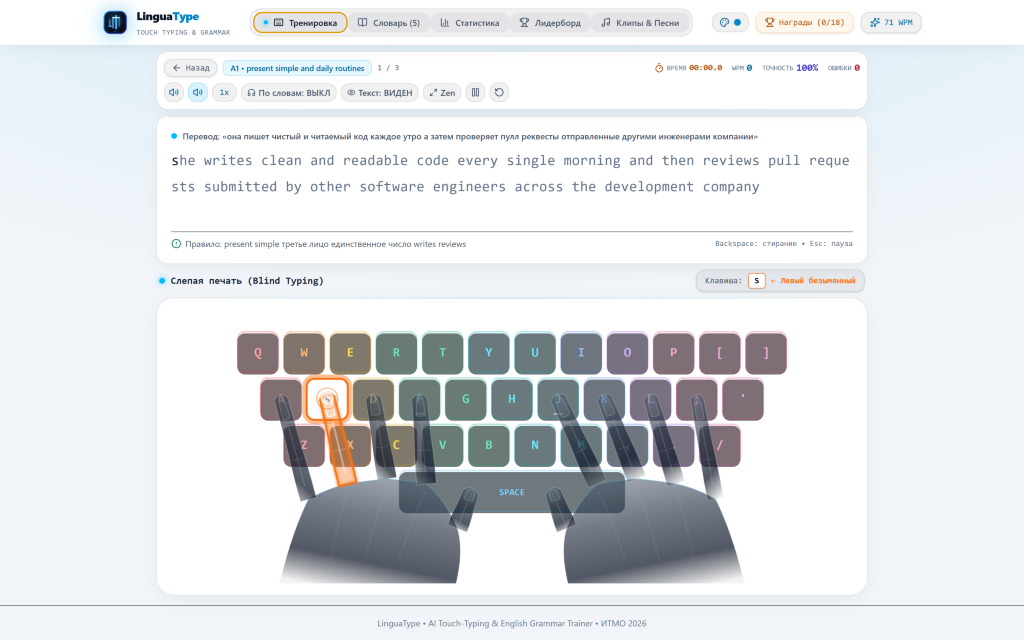 LinguaType
TOUCH TYPING & GRAMMAR
Тренировка
Словарь (5)
Статистика
Лидерборд
Клипы & Песни
Награды (0/18)
71 WPM
Назад
A1 • present simple and daily routines
1 / 3
ВРЕМЯ 00:00.0
WPM 0
ТОЧНОСТЬ 100%
ОШИБКИ 0
1x
По словам: ВЫКЛ
Текст: ВИДЕН
Zen
Перевод: «она пишет чистый и читаемый код каждое утро а затем проверяет пулл реквесты отправленные другими инженерами компании»
she writes clean and readable code every single morning and then reviews pull reque
sts submitted by other software engineers across the development company
Правило: present simple третье лицо единственное число writes reviews
Backspace: стирание • Esc: пауза
Слепая печать (Blind Typing)
Клавиша: S ← Левый безымянный
Q W E R T Y U I O P [ ]
A S D F G H J K L ; '
Z X C V B N M , . /
SPACE
LinguaType • AI Touch-Typing & English Grammar Trainer • ИТМО 2026